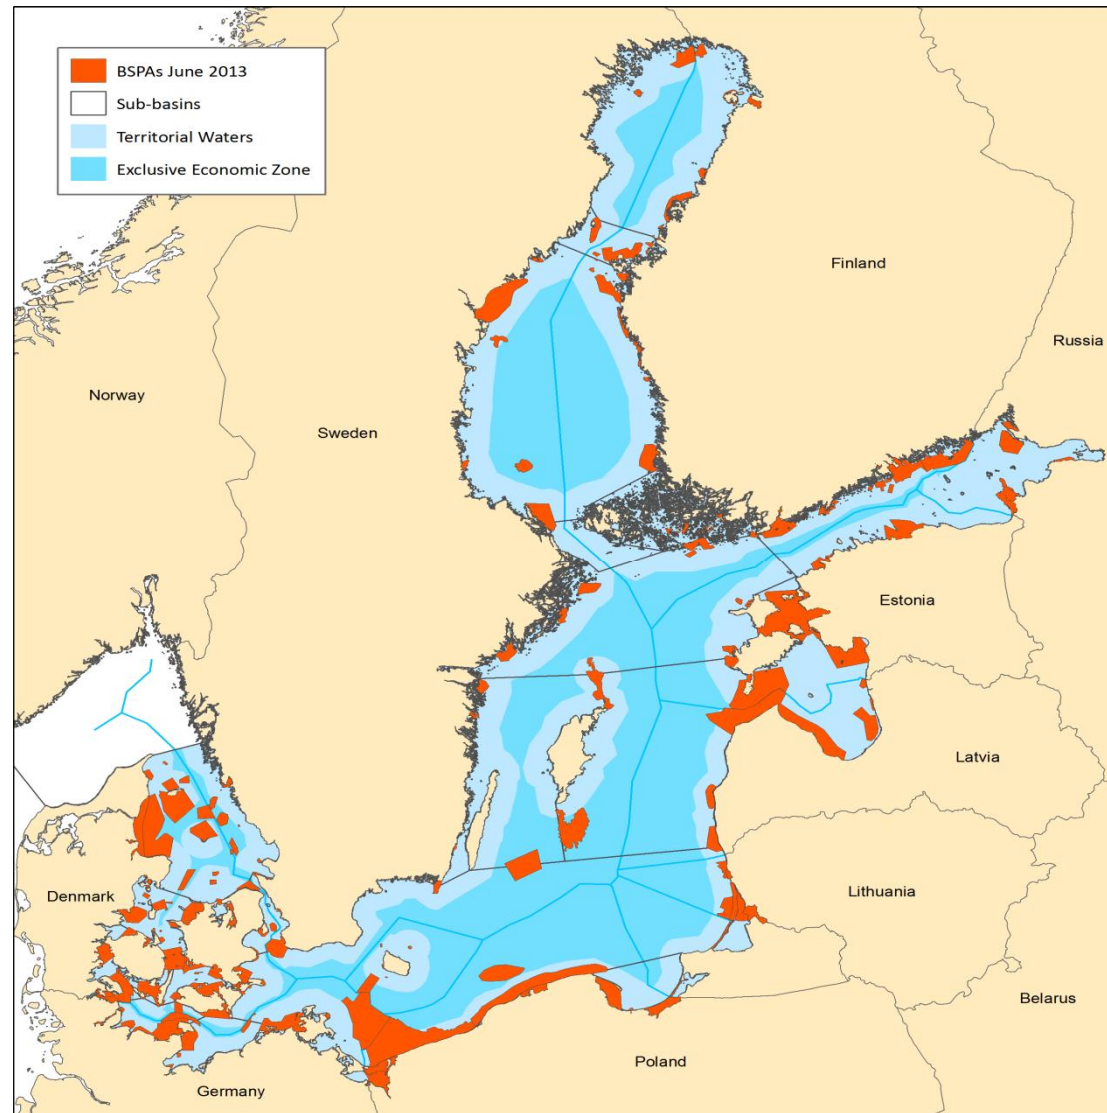 BSPAs June 2013
Sub-basins
Territorial Waters
Exclusive Economic Zone
Finland
Russia
Norway
Sweden
Estonia
Latvia
Denmark
Lithuania
Belarus
Poland
Germany